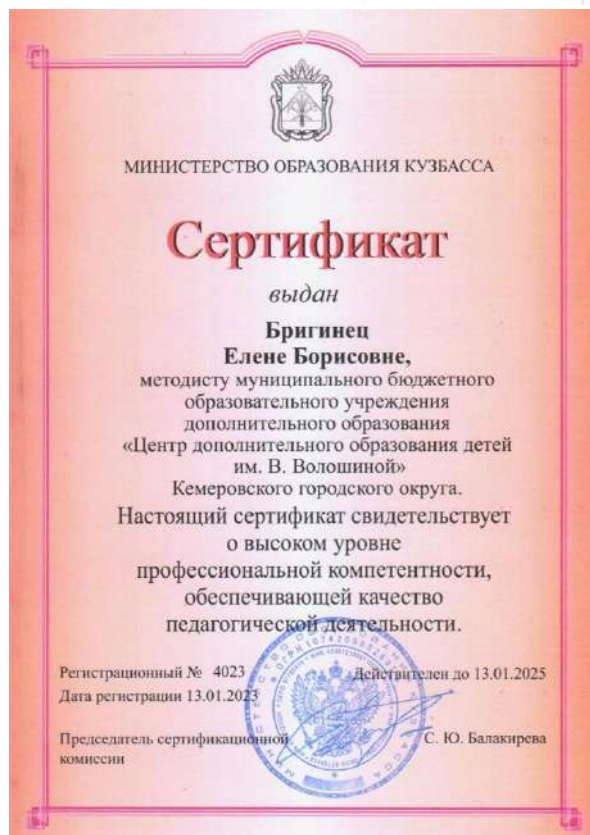 МИНИСТЕРСТВО ОБРАЗОВАНИЯ КУЗБАССА
Сертификат
выдан
Бригинец
Елене Борисовне,
методисту муниципального бюджетного
образовательного учреждения
дополнительного образования
«Центр дополнительного образования детей
им. В. Волошиной»
Кемеровского городского округа.
Настоящий сертификат свидетельствует
о высоком уровне
профессиональной компетентности,
обеспечивающей качество
педагогической деятельности.
Регистрационный № 4023
Действителен до 13.01.2025
Дата регистрации 13.01.2023
Председатель сертификационной
комиссии
С. Ю. Балакирева